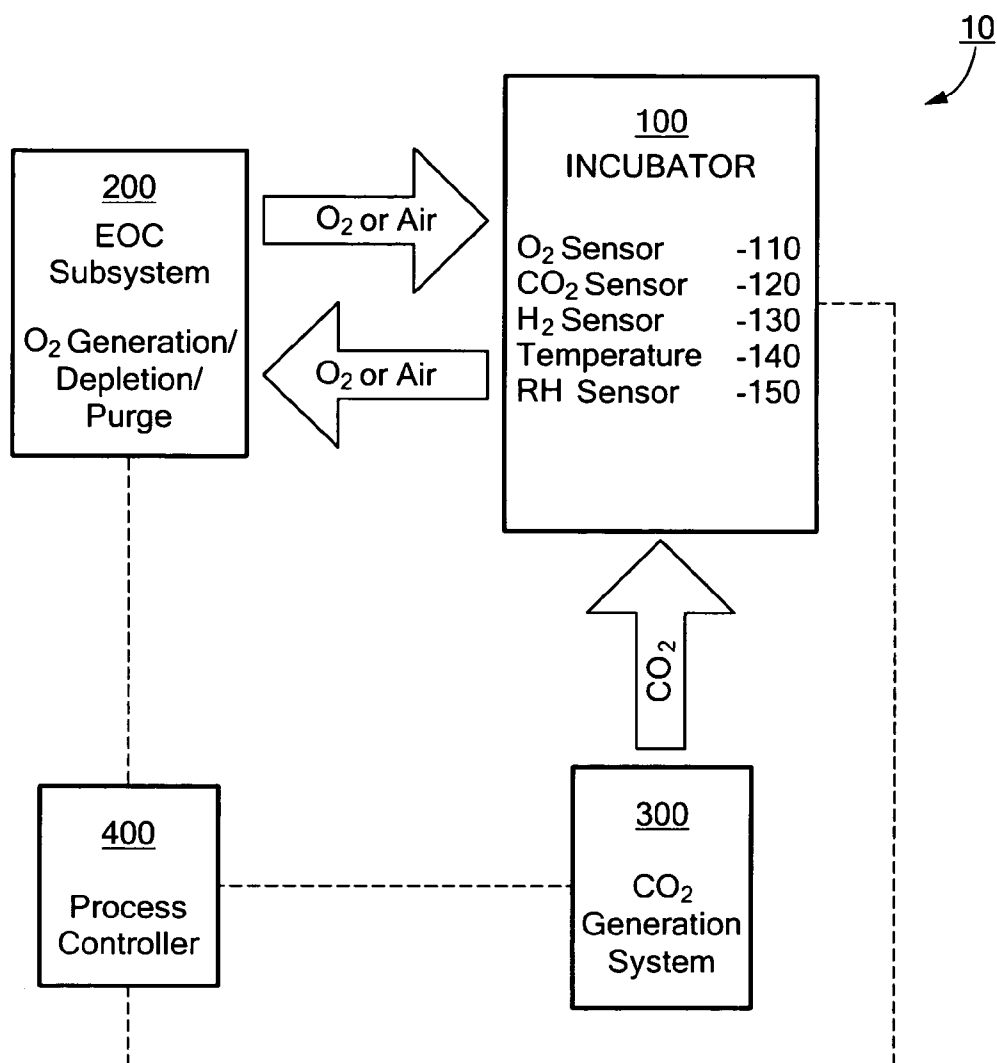 10
100
INCUBATOR
O₂ Sensor -110
CO₂ Sensor -120
H₂ Sensor -130
Temperature -140
RH Sensor -150
200
EOC
Subsystem
O₂ Generation/
Depletion/
Purge
O₂ or Air
O₂ or Air
CO₂
400
Process
Controller
300
CO₂
Generation
System